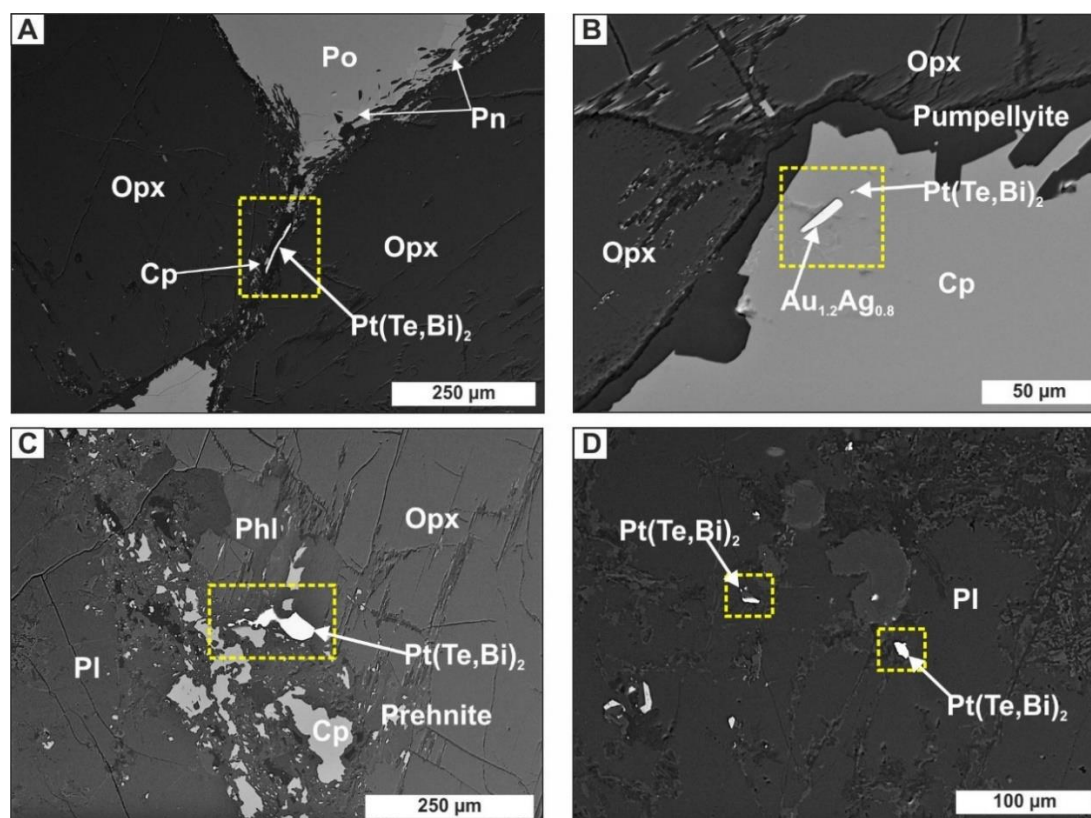 A
Po
Pn
Opx
Opx
Cp
Pt(Te,Bi)₂
250 µm
B
Opx
Pumpellyite
Pt(Te,Bi)₂
Opx
Cp
Au₁.₂Ag₀.₈
50 µm
C
Phl
Opx
Pt(Te,Bi)₂
Pl
Prehnite
Cp
250 µm
D
Pt(Te,Bi)₂
Pl
Pt(Te,Bi)₂
100 µm